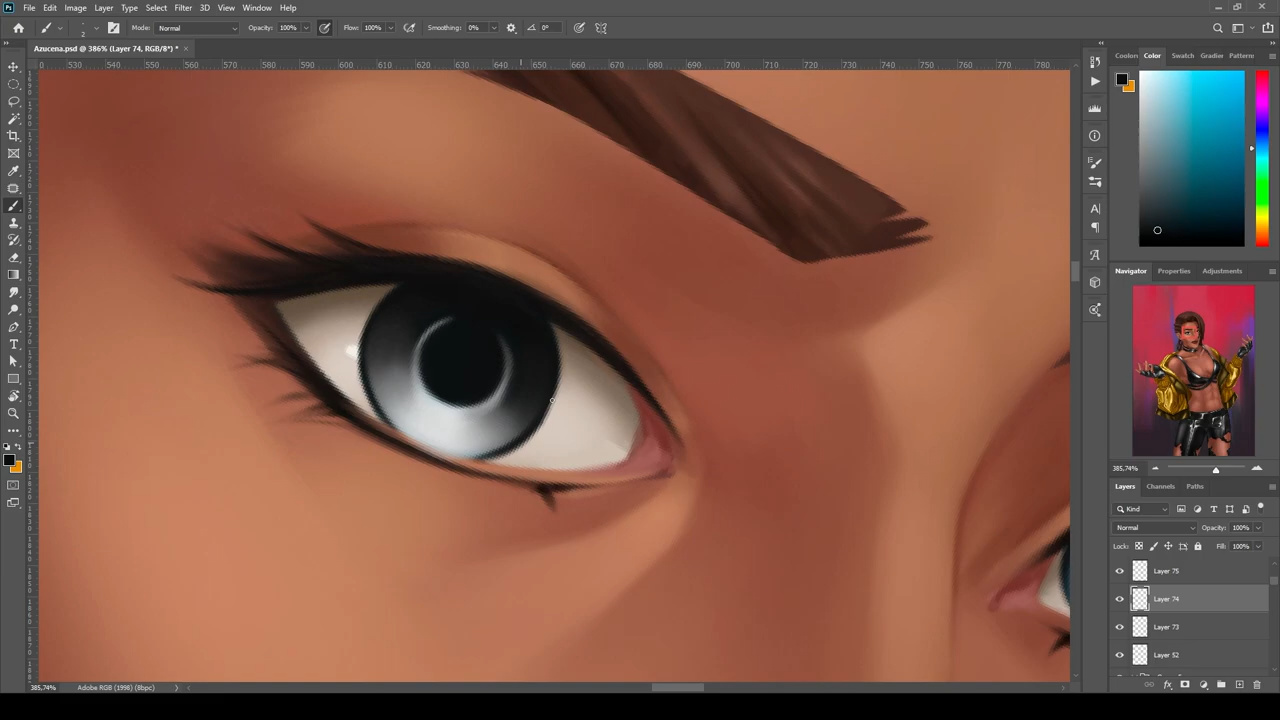 Ps File Edit Image Layer Type Select Filter 3D View Window Help
2 Mode: Normal Opacity: 100% Flow: 100% Smoothing: 0% 0°
Azucena.psd @ 386% (Layer 74, RGB/8*) * ×
0 530 540 550 560 570 580 590 600 610 620 630 640 650 660 670 680 690 700 710 720 730 740 750 760 770 780
Color Swatch Gradier Pattern
Navigator Properties Adjustments
385,74%
Layers Channels Paths
Kind
Normal Opacity: 100%
Lock: Fill: 100%
Layer 75
Layer 74
Layer 73
Layer 52
385,74% Adobe RGB (1998) (8bpc)